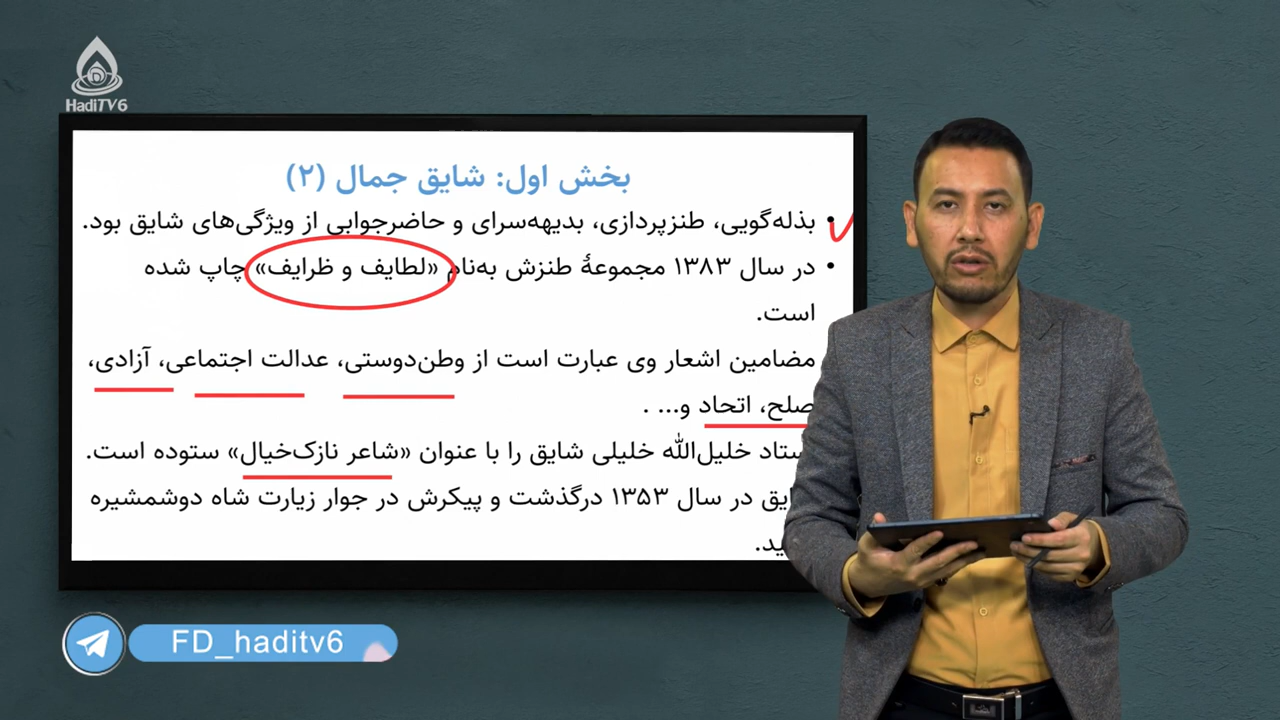 HadiTV6
بخش اول: شایق جمال (۲)
• بذله‌گویی، طنزپردازی، بدیهه‌سرای و حاضرجوابی از ویژگی‌های شایق بود.
• در سال ۱۳۸۳ مجموعهٔ طنزش به‌نام «لطایف و ظرایف» چاپ شده
است.
مضامین اشعار وی عبارت است از وطن‌دوستی، عدالت اجتماعی، آزادی،
صلح، اتحاد و... .
خلیل‌الله خلیلی شایق را با عنوان «شاعر نازک‌خیال» ستوده است.
در سال ۱۳۵۳ درگذشت و پیکرش در جوار زیارت شاه دوشمشیره
FD_haditv6